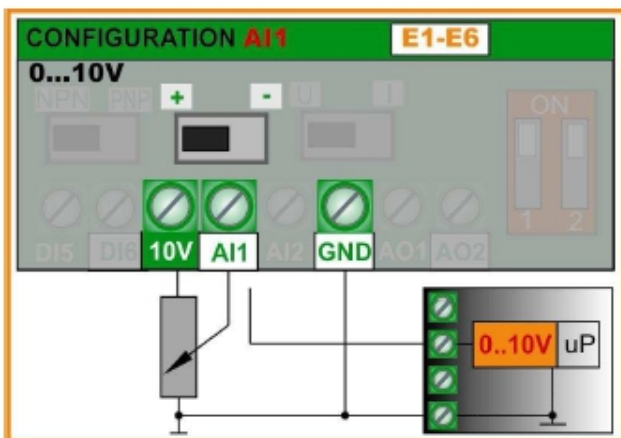 CONFIGURATION AI1 E1-E6
0...10V
NPN PNP + - U I ON
1 2
DI5 DI6 10V AI1 AI2 GND AO1 AO2
0..10V uP